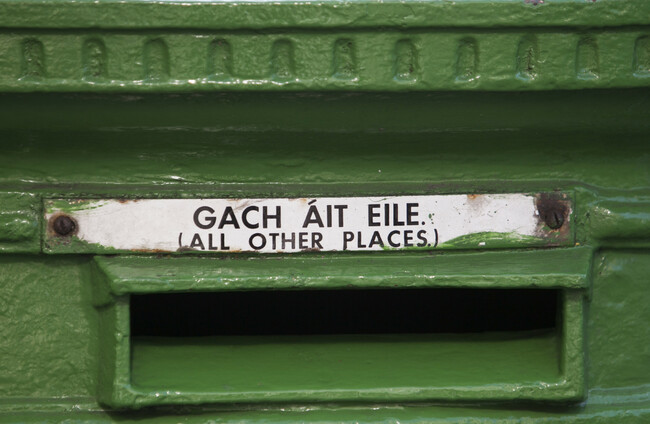 GACH ÁIT EILE.
(ALL OTHER PLACES.)